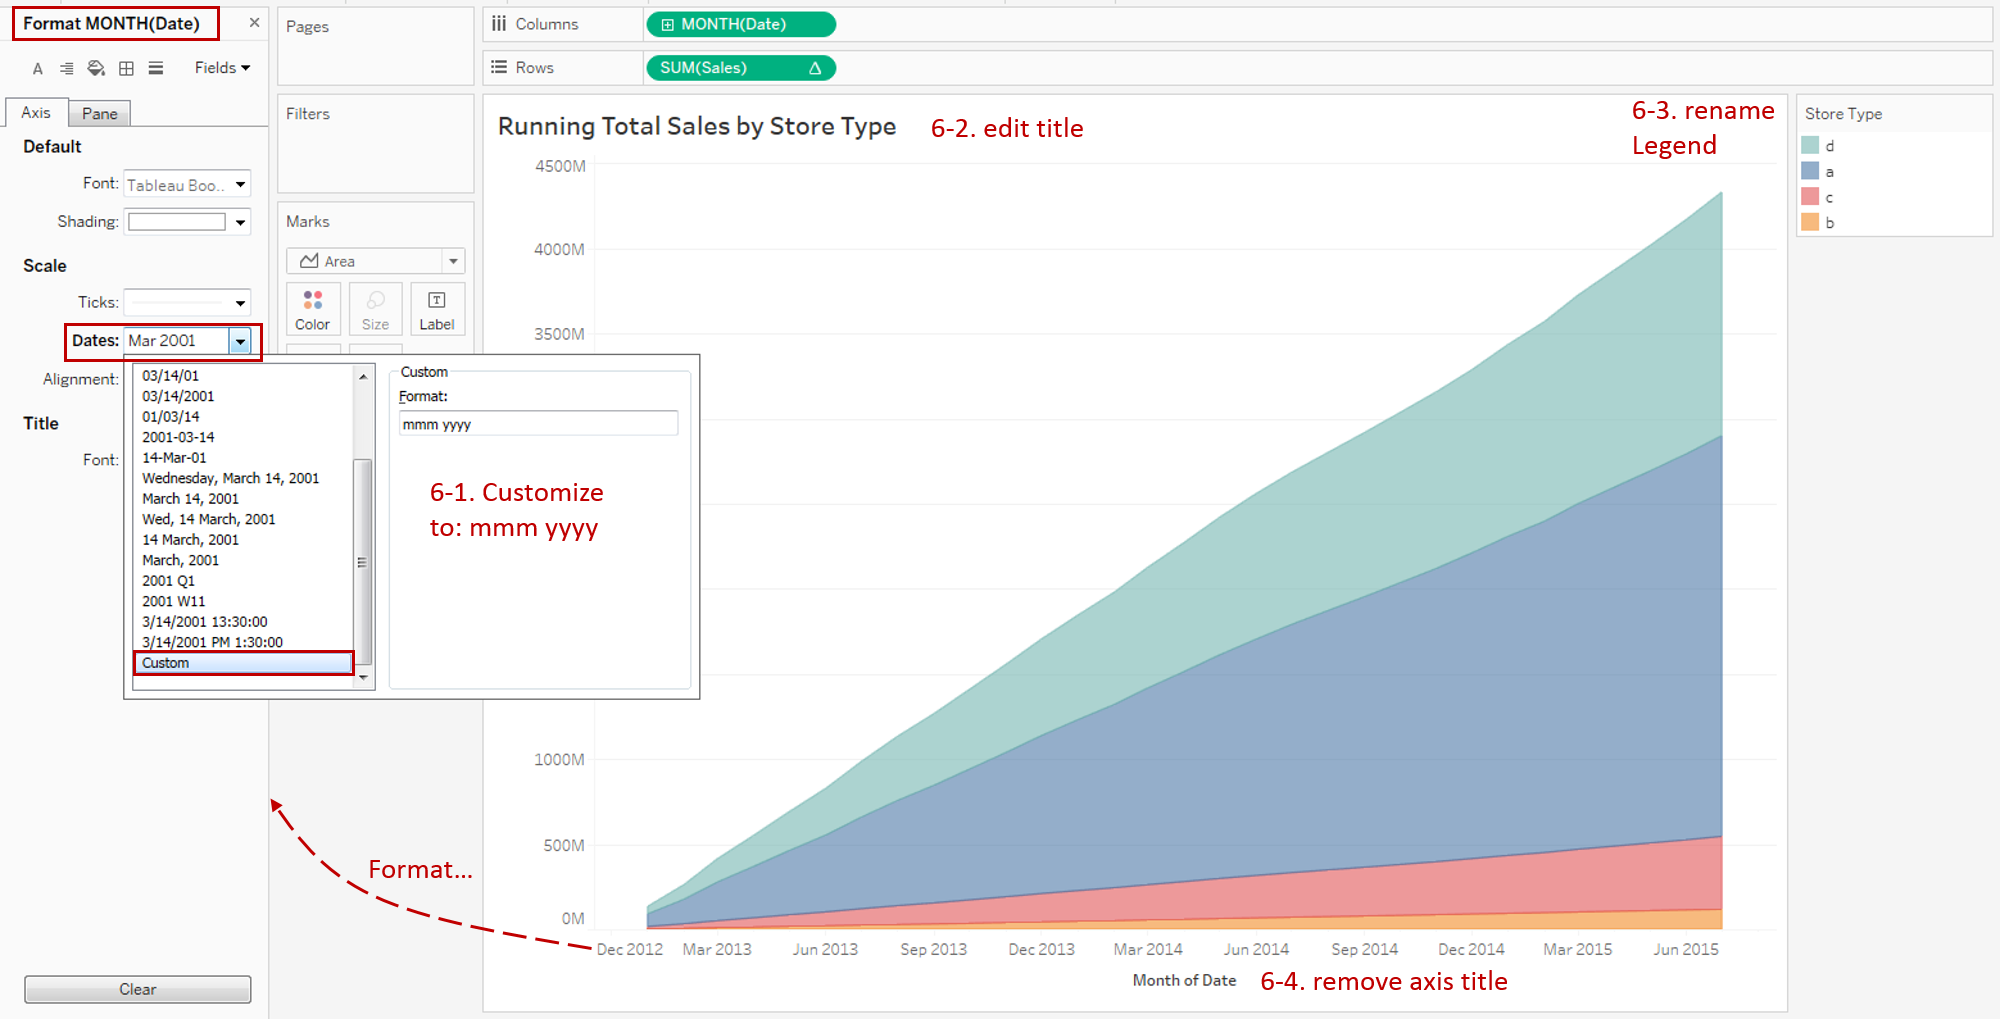 Format MONTH(Date)
Fields
Axis
Pane
Default
Font:
Tableau Boo..
Shading:
Scale
Ticks:
Dates:
Mar 2001
Alignment:
Title
Font:
03/14/01
03/14/2001
01/03/14
2001-03-14
14-Mar-01
Wednesday, March 14, 2001
March 14, 2001
Wed, 14 March, 2001
14 March, 2001
March, 2001
2001 Q1
2001 W11
3/14/2001 13:30:00
3/14/2001 PM 1:30:00
Custom
Custom
Format:
mmm yyyy
6-1. Customize
to: mmm yyyy
Clear
Format...
Pages
Filters
Marks
Area
Color
Size
Label
Columns
MONTH(Date)
Rows
SUM(Sales)
Running Total Sales by Store Type
6-2. edit title
6-3. rename
Legend
4500M
4000M
3500M
1000M
500M
0M
Dec 2012
Mar 2013
Jun 2013
Sep 2013
Dec 2013
Mar 2014
Jun 2014
Sep 2014
Dec 2014
Mar 2015
Jun 2015
Month of Date
6-4. remove axis title
Store Type
d
a
c
b